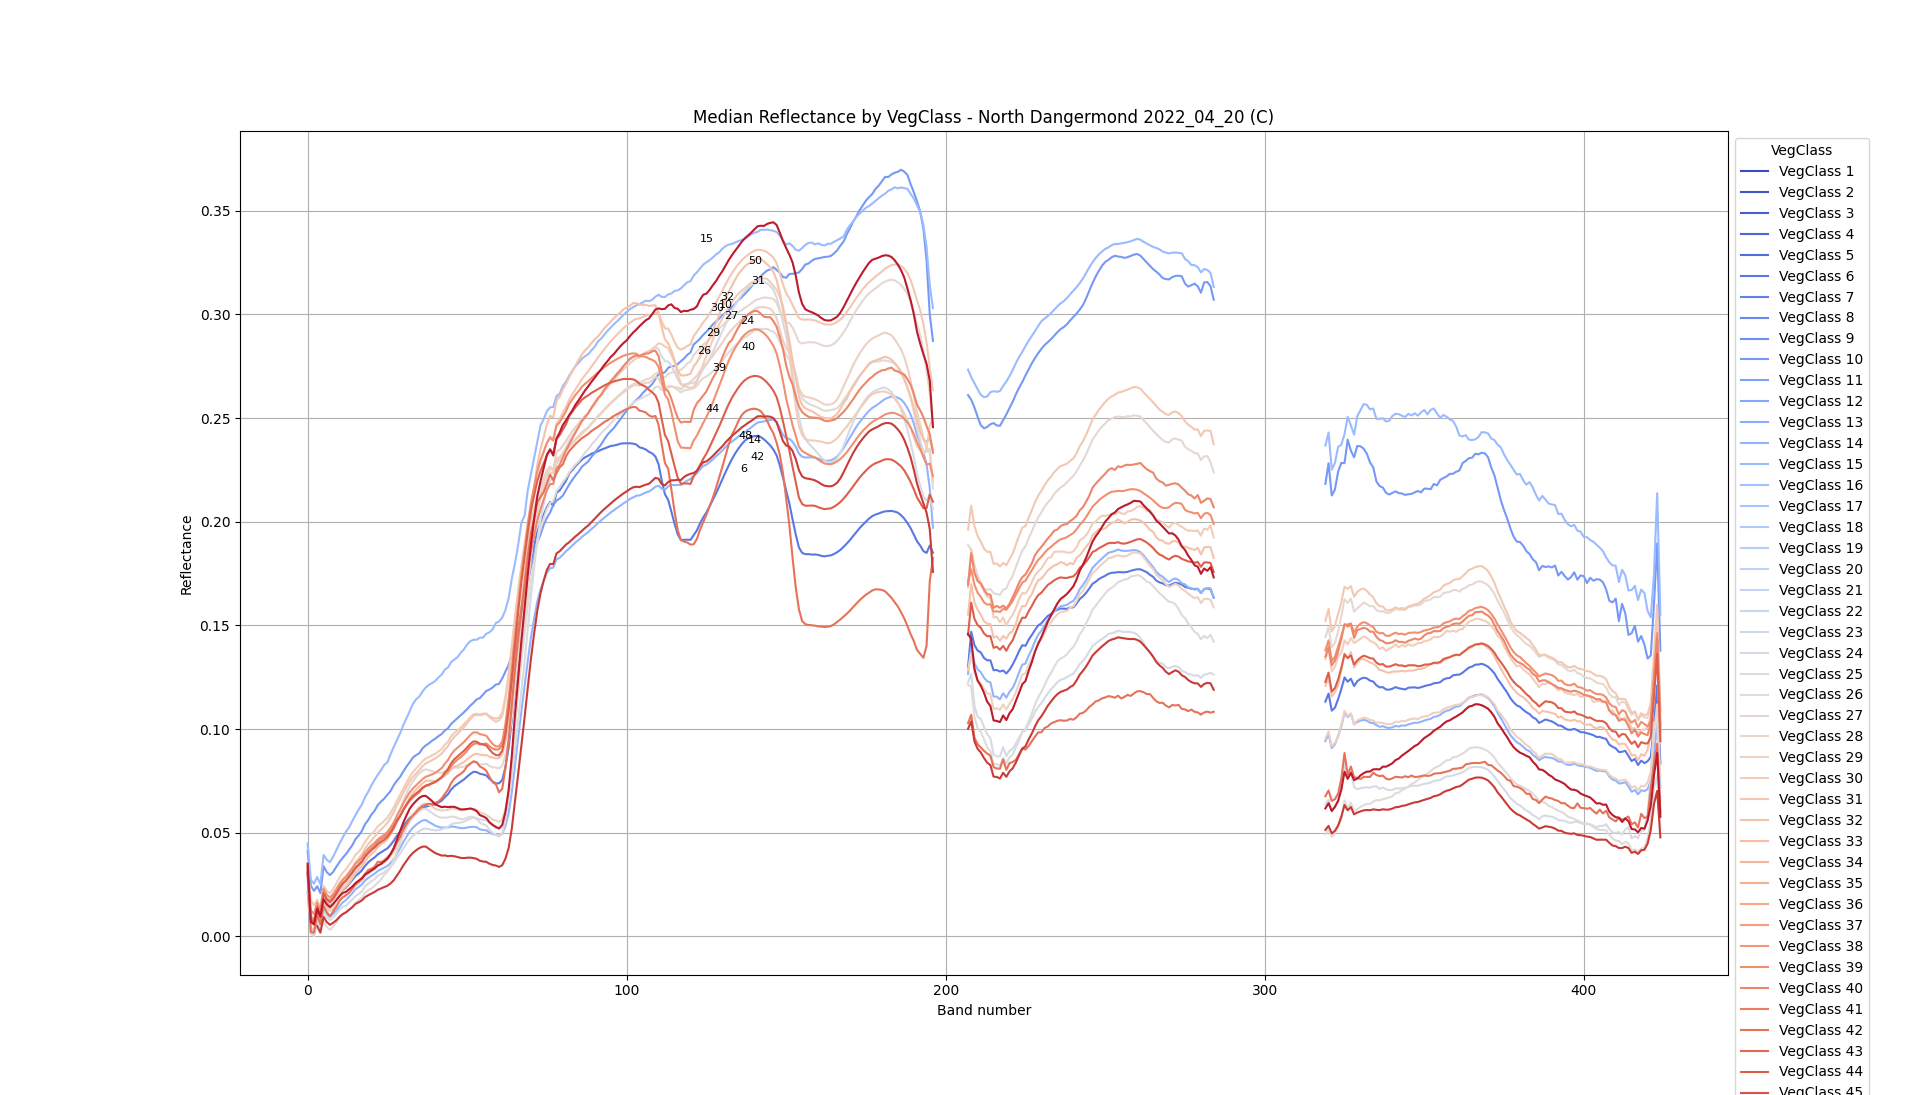 Median Reflectance by VegClass - North Dangermond 2022_04_20 (C)
Reflectance
0.35
0.30
0.25
0.20
0.15
0.10
0.05
0.00
0
100
200
300
400
Band number
15
50
31
32
10
30
27
24
29
40
26
39
44
48
14
42
6
VegClass
VegClass 1
VegClass 2
VegClass 3
VegClass 4
VegClass 5
VegClass 6
VegClass 7
VegClass 8
VegClass 9
VegClass 10
VegClass 11
VegClass 12
VegClass 13
VegClass 14
VegClass 15
VegClass 16
VegClass 17
VegClass 18
VegClass 19
VegClass 20
VegClass 21
VegClass 22
VegClass 23
VegClass 24
VegClass 25
VegClass 26
VegClass 27
VegClass 28
VegClass 29
VegClass 30
VegClass 31
VegClass 32
VegClass 33
VegClass 34
VegClass 35
VegClass 36
VegClass 37
VegClass 38
VegClass 39
VegClass 40
VegClass 41
VegClass 42
VegClass 43
VegClass 44
VegClass 45